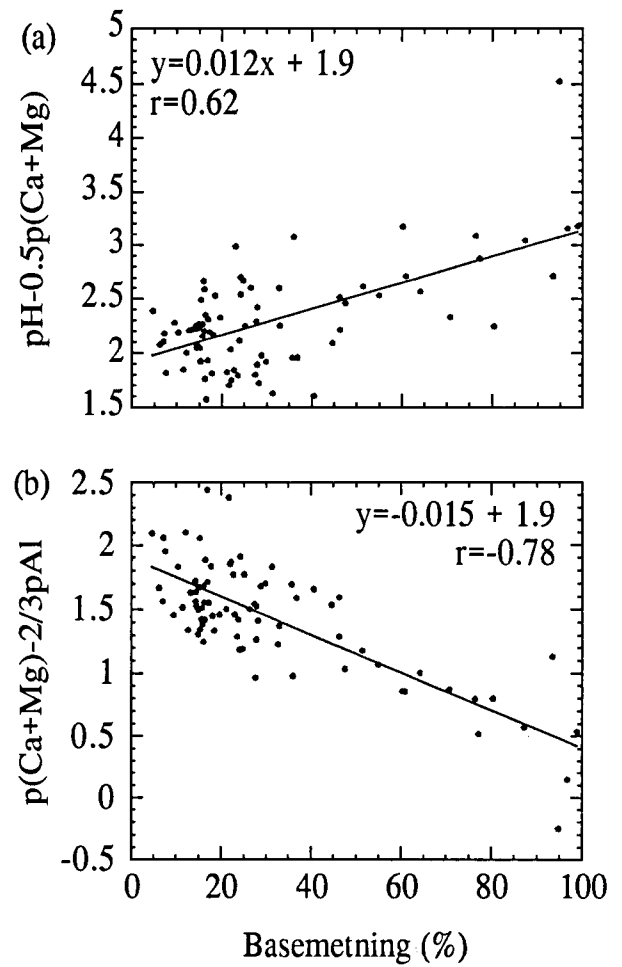 (a)
5
4.5
4
3.5
3
2.5
2
1.5
pH-0.5p(Ca+Mg)
y=0.012x + 1.9
r=0.62
(b)
2.5
2
1.5
1
0.5
0
-0.5
p(Ca+Mg)-2/3pAl
y=-0.015 + 1.9
r=-0.78
0 20 40 60 80 100
Basemetning (%)